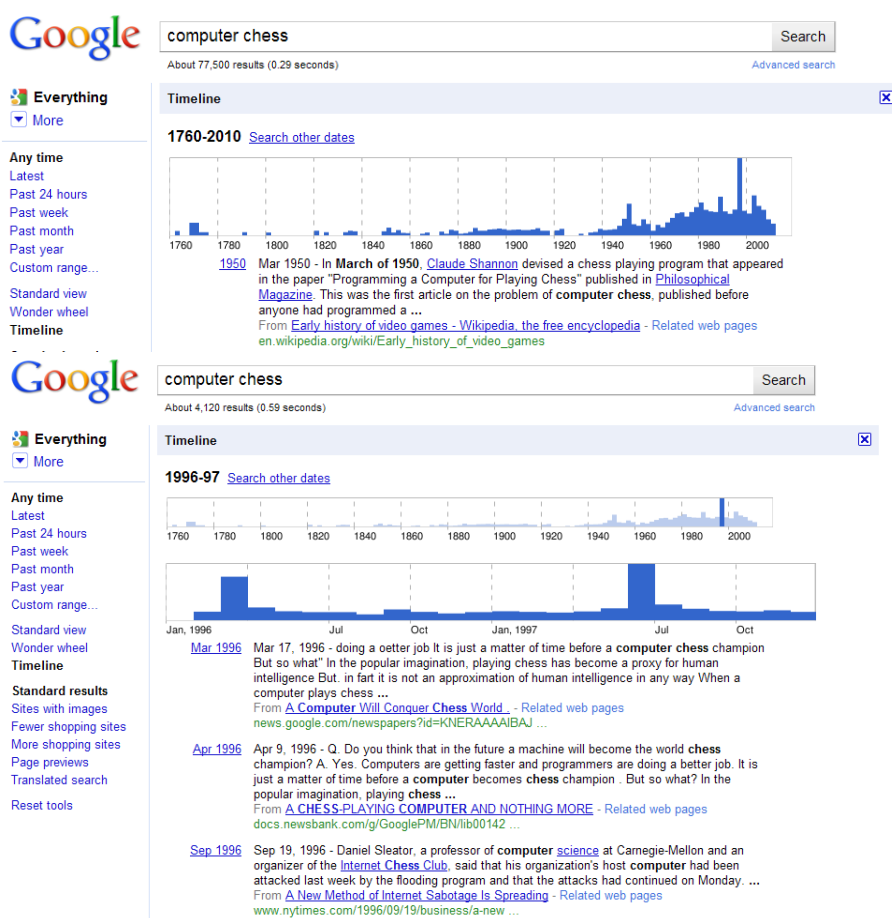 Google
computer chess
Search
About 77,500 results (0.29 seconds)
Advanced search
Everything
More
Any time
Latest
Past 24 hours
Past week
Past month
Past year
Custom range...
Standard view
Wonder wheel
Timeline
Timeline
1760-2010 Search other dates
1760 1780 1800 1820 1840 1860 1880 1900 1920 1940 1960 1980 2000
1950 Mar 1950 - In March of 1950, Claude Shannon devised a chess playing program that appeared
in the paper "Programming a Computer for Playing Chess" published in Philosophical
Magazine. This was the first article on the problem of computer chess, published before
anyone had programmed a ...
From Early history of video games - Wikipedia, the free encyclopedia - Related web pages
en.wikipedia.org/wiki/Early_history_of_video_games
Google
computer chess
Search
About 4,120 results (0.59 seconds)
Advanced search
Everything
More
Any time
Latest
Past 24 hours
Past week
Past month
Past year
Custom range...
Standard view
Wonder wheel
Timeline
Standard results
Sites with images
Fewer shopping sites
More shopping sites
Page previews
Translated search
Reset tools
Timeline
1996-97 Search other dates
1760 1780 1800 1820 1840 1860 1880 1900 1920 1940 1960 1980 2000
Jan, 1996 Jul Oct Jan, 1997 Jul Oct
Mar 1996 Mar 17, 1996 - doing a oetter job It is just a matter of time before a computer chess champion
But so what" In the popular imagination, playing chess has become a proxy for human
intelligence But. in fart it is not an approximation of human intelligence in any way When a
computer plays chess ...
From A Computer Will Conquer Chess World . - Related web pages
news.google.com/newspapers?id=KNERAAAAIBAJ ...
Apr 1996 Apr 9, 1996 - Q. Do you think that in the future a machine will become the world chess
champion? A. Yes. Computers are getting faster and programmers are doing a better job. It is
just a matter of time before a computer becomes chess champion . But so what? In the
popular imagination, playing chess ...
From A CHESS-PLAYING COMPUTER AND NOTHING MORE - Related web pages
docs.newsbank.com/g/GooglePM/BN/lib00142 ...
Sep 1996 Sep 19, 1996 - Daniel Sleator, a professor of computer science at Carnegie-Mellon and an
organizer of the Internet Chess Club, said that his organization's host computer had been
attacked last week by the flooding program and that the attacks had continued on Monday. ...
From A New Method of Internet Sabotage Is Spreading - Related web pages
www.nytimes.com/1996/09/19/business/a-new ...